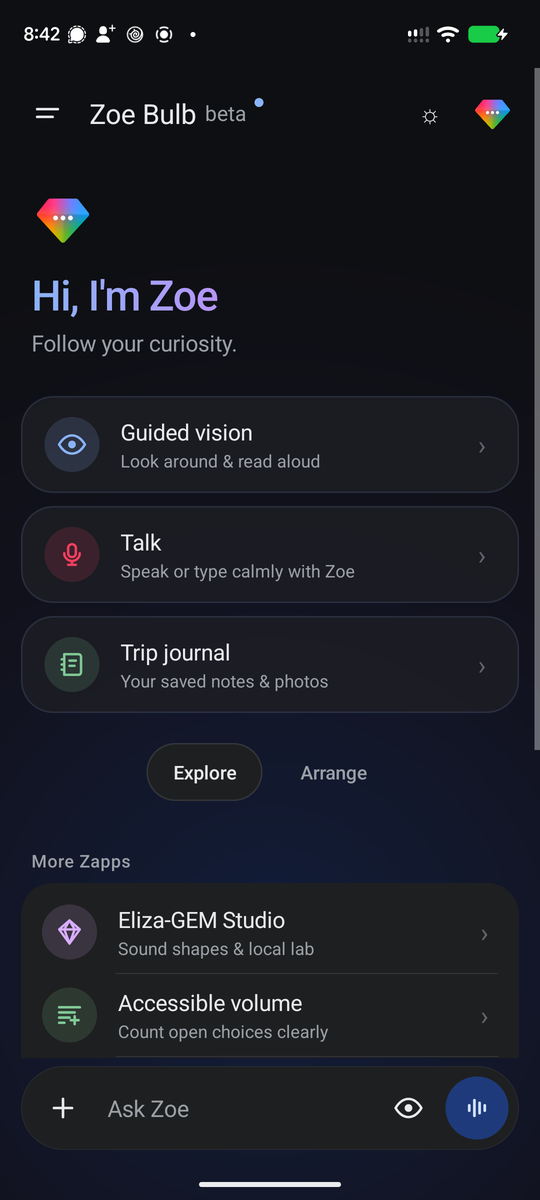 8:42
Zoe Bulb beta
Hi, I'm Zoe
Follow your curiosity.
Guided vision
Look around & read aloud
Talk
Speak or type calmly with Zoe
Trip journal
Your saved notes & photos
Explore
Arrange
More Zapps
Eliza-GEM Studio
Sound shapes & local lab
Accessible volume
Count open choices clearly
Ask Zoe